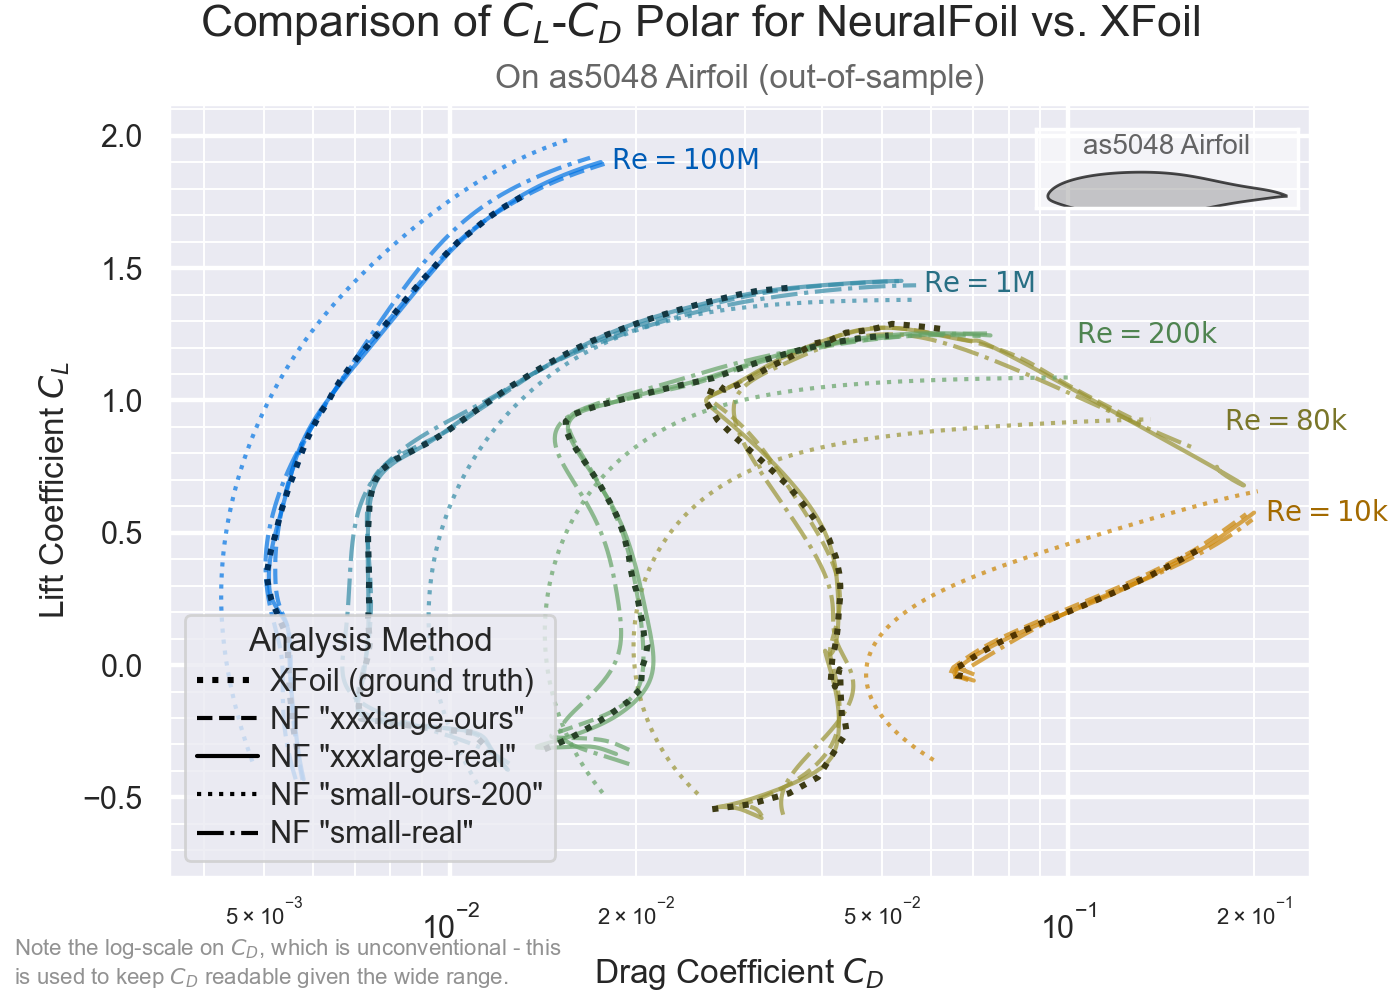 Comparison of C_L-C_D Polar for NeuralFoil vs. XFoil
On as5048 Airfoil (out-of-sample)
as5048 Airfoil
Re = 100M
Re = 1M
Re = 200k
Re = 80k
Re = 10k
Lift Coefficient C_L
2.0
1.5
1.0
0.5
0.0
−0.5
Analysis Method
XFoil (ground truth)
NF "xxxlarge-ours"
NF "xxxlarge-real"
NF "small-ours-200"
NF "small-real"
5 × 10⁻³
10⁻²
2 × 10⁻²
5 × 10⁻²
10⁻¹
2 × 10⁻¹
Drag Coefficient C_D
Note the log-scale on C_D, which is unconventional - this
is used to keep C_D readable given the wide range.